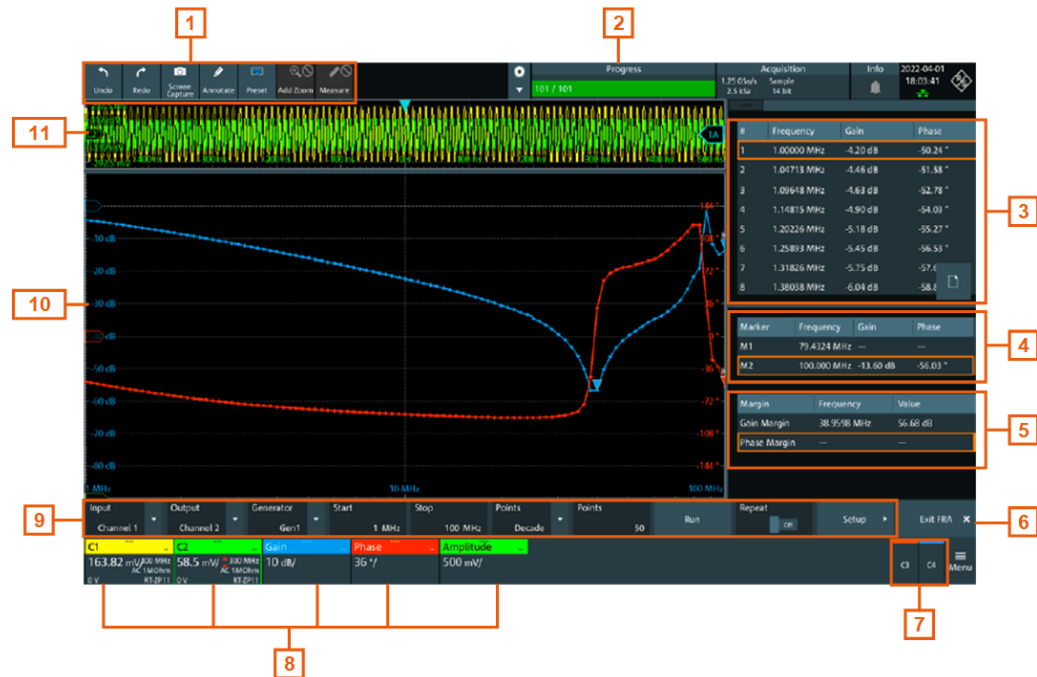 1
2
Undo
Redo
Screen Capture
Annotate
Preset
Add Zoom
Measure
Progress
101 / 101
Acquisition
1.25 GSa/s Sample
2.5 kSa 14 bit
Info
2022-04-01
18:03:41
11
1A
# Frequency Gain Phase
1 1.00000 MHz -4.20 dB -50.24 °
2 1.04713 MHz -4.46 dB -51.58 °
3 1.09648 MHz -4.63 dB -52.78 °
4 1.14815 MHz -4.90 dB -54.03 °
5 1.20226 MHz -5.18 dB -55.27 °
6 1.25893 MHz -5.45 dB -56.53 °
7 1.31826 MHz -5.75 dB
8 1.38038 MHz -6.04 dB
3
10
-10 dB
-20 dB
-30 dB
-50 dB
-60 dB
-70 dB
-80 dB
144 °
108 °
72 °
36 °
-36 °
-72 °
-108 °
-144 °
1 MHz
10 MHz
100 MHz
Marker Frequency Gain Phase
M1 79.4324 MHz --- ---
M2 100.000 MHz -13.60 dB -56.03 °
4
Margin Frequency Value
Gain Margin 38.9598 MHz 56.68 dB
Phase Margin --- ---
5
9
Input
Channel 1
Output
Channel 2
Generator
Gen1
Start
1 MHz
Stop
100 MHz
Points
Decade
Points
50
Run
Repeat
Off
Setup
Exit FRA X
6
C1
163.82 mV/ 300 MHz
AC 1MOhm
0 V RT-ZP11
C2
58.5 mV/ 300 MHz
AC 1MOhm
0 V RT-ZP11
Gain
10 dB/
Phase
36 °/
Amplitude
500 mV/
C3
C4
Menu
7
8